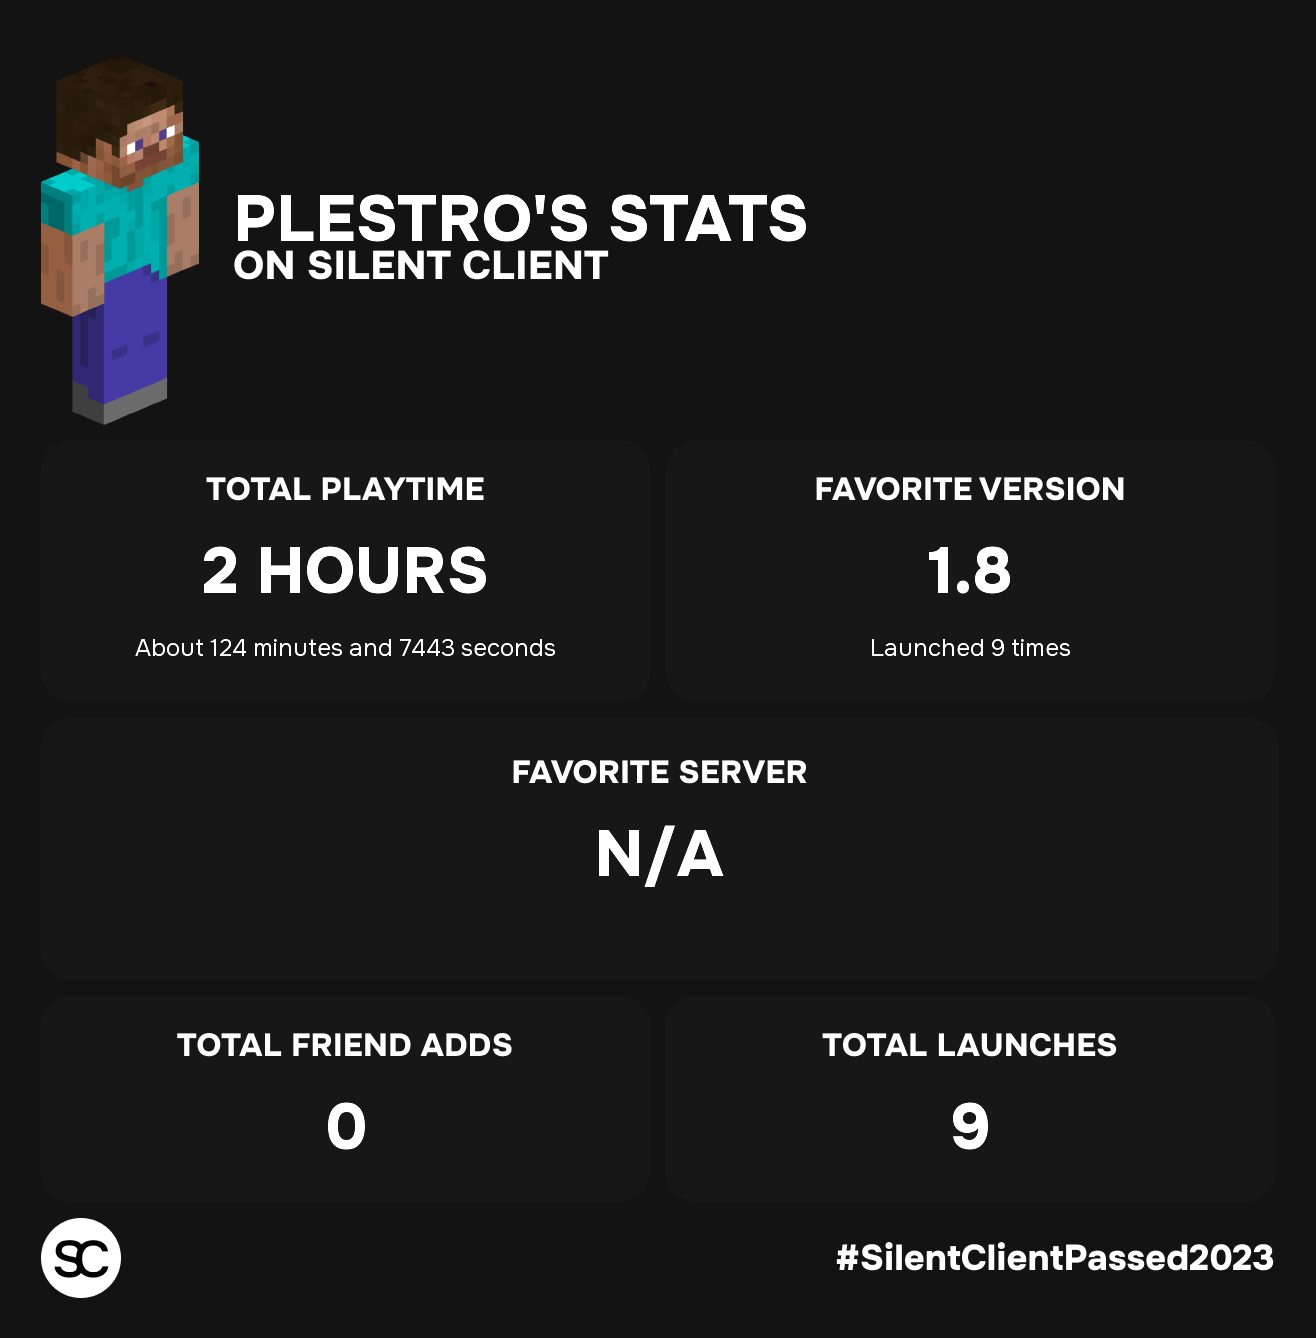 PLESTRO'S STATS
ON SILENT CLIENT
TOTAL PLAYTIME
2 HOURS
About 124 minutes and 7443 seconds
FAVORITE VERSION
1.8
Launched 9 times
FAVORITE SERVER
N/A
TOTAL FRIEND ADDS
0
TOTAL LAUNCHES
9
SC
#SilentClientPassed2023